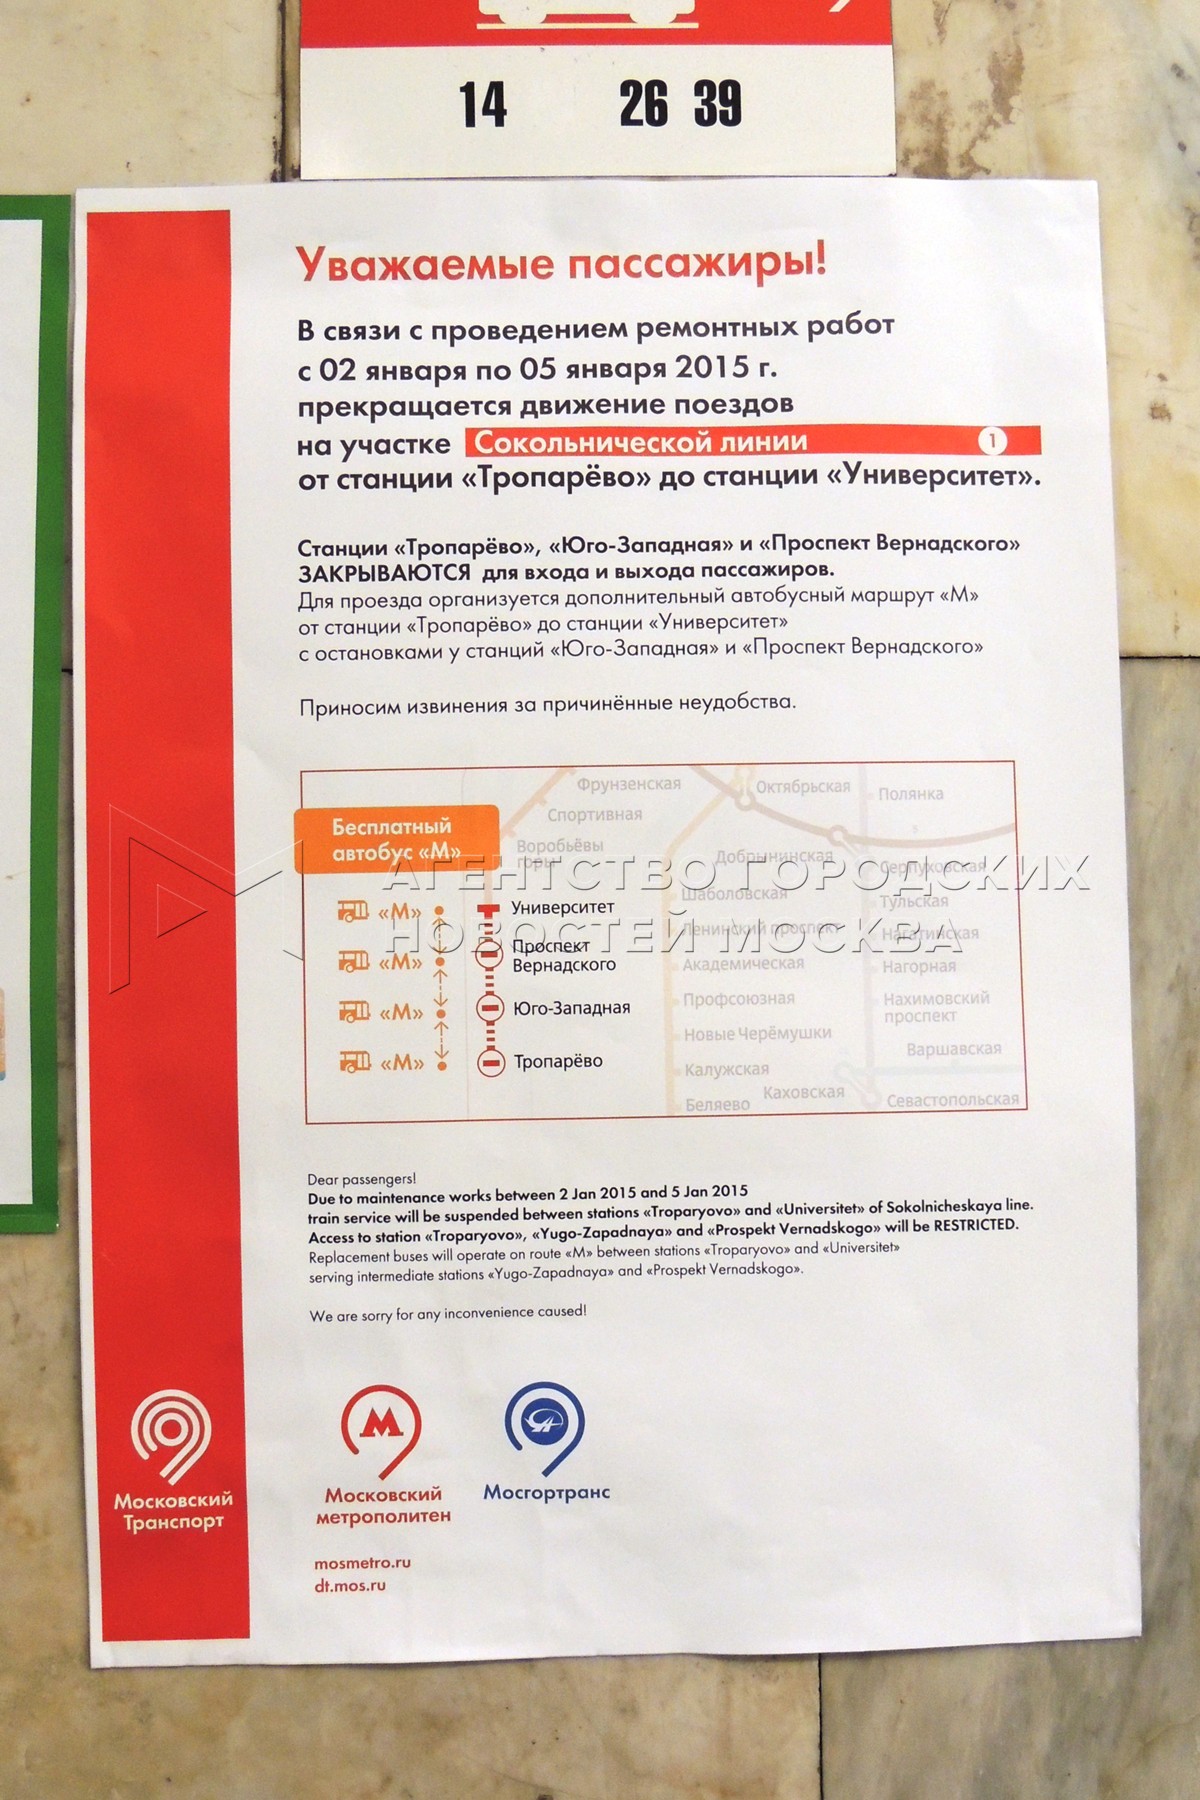 14 26 39
Уважаемые пассажиры!
В связи с проведением ремонтных работ
с 02 января по 05 января 2015 г.
прекращается движение поездов
на участке Сокольнической линии 1
от станции «Тропарёво» до станции «Университет».
Станции «Тропарёво», «Юго-Западная» и «Проспект Вернадского»
ЗАКРЫВАЮТСЯ для входа и выхода пассажиров.
Для проезда организуется дополнительный автобусный маршрут «М»
от станции «Тропарёво» до станции «Университет»
с остановками у станций «Юго-Западная» и «Проспект Вернадского»
Приносим извинения за причинённые неудобства.
Бесплатный
автобус «М»
«М»
«М»
«М»
«М»
Университет
Проспект
Вернадского
Юго-Западная
Тропарёво
Фрунзенская
Спортивная
Воробьёвы
горы
Октябрьская
Добрынинская
Шаболовская
Ленинский проспект
Академическая
Профсоюзная
Новые Черёмушки
Калужская
Беляево
Каховская
Полянка
Серпуховская
Тульская
Нагатинская
Нагорная
Нахимовский
проспект
Варшавская
Севастопольская
АГЕНТСТВО ГОРОДСКИХ
НОВОСТЕЙ МОСКВА
Dear passengers!
Due to maintenance works between 2 Jan 2015 and 5 Jan 2015
train service will be suspended between stations «Troparyovo» and «Universitet» of Sokolnicheskaya line.
Access to station «Troparyovo», «Yugo-Zapadnaya» and «Prospekt Vernadskogo» will be RESTRICTED.
Replacement buses will operate on route «M» between stations «Troparyovo» and «Universitet»
serving intermediate stations «Yugo-Zapadnaya» and «Prospekt Vernadskogo».
We are sorry for any inconvenience caused!
Московский
Транспорт
М
Московский
метрополитен
Мосгортранс
mosmetro.ru
dt.mos.ru